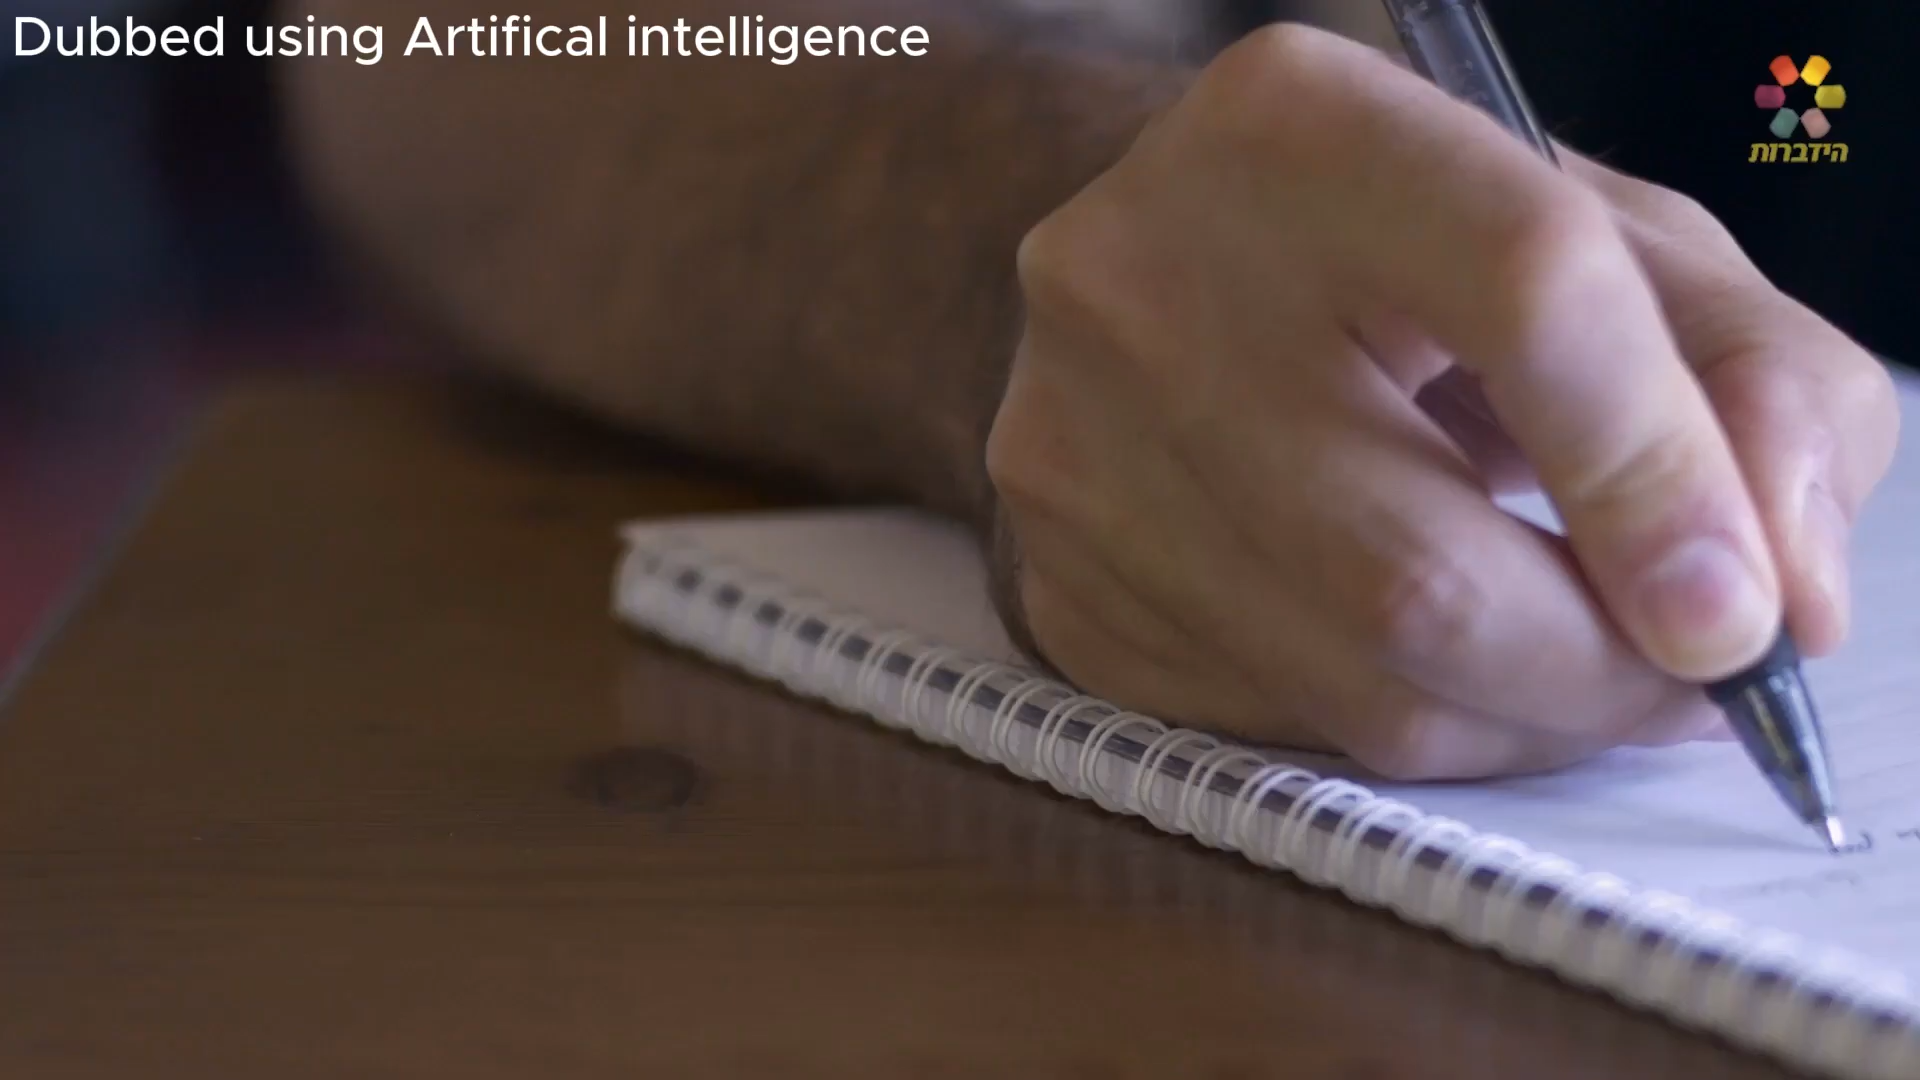 Dubbed using Artifical intelligence
הידברות